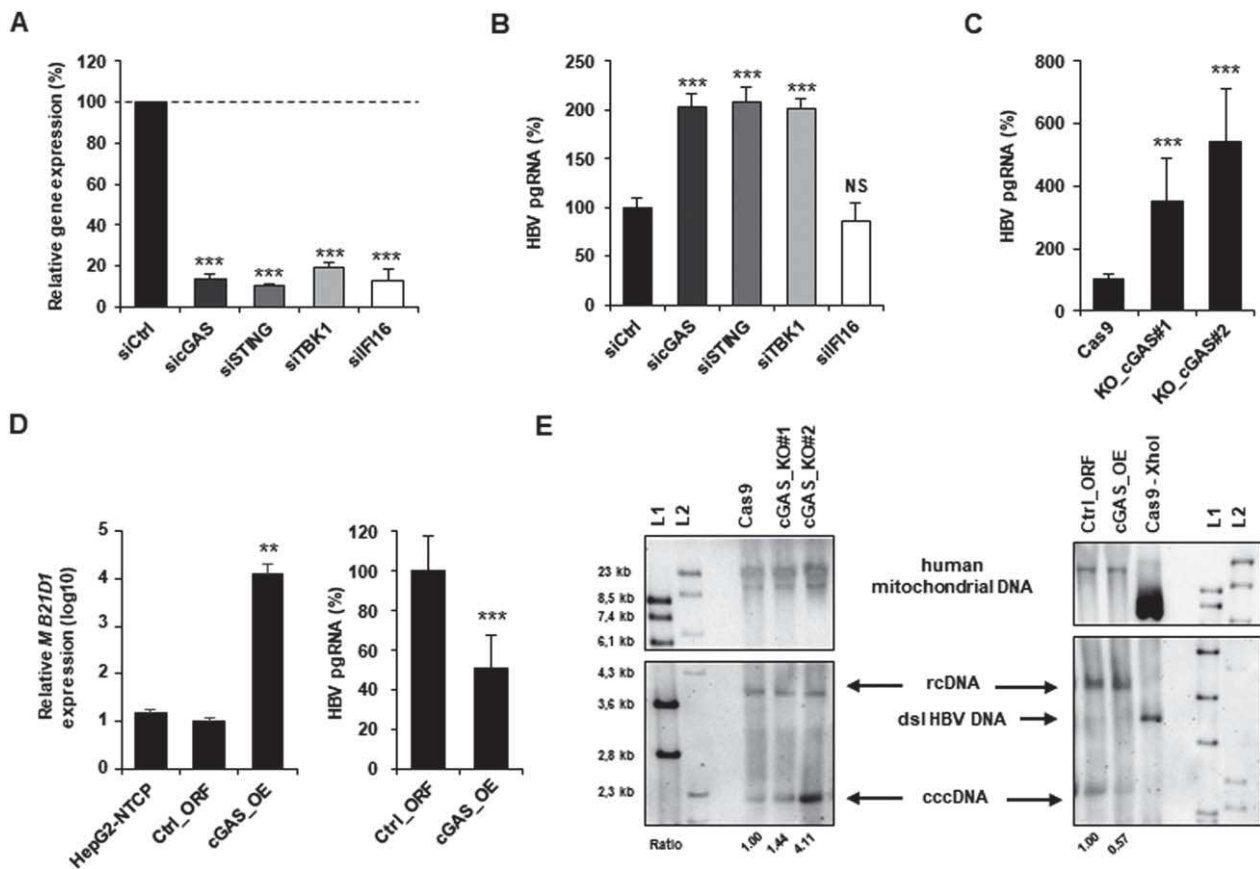 A
Relative gene expression (%)
120
100
80
60
40
20
0
***
***
***
***
siCtrl
sicGAS
siSTING
siTBK1
siIFI16
B
HBV pgRNA (%)
250
200
150
100
50
0
***
***
***
NS
siCtrl
sicGAS
siSTING
siTBK1
siIFI16
C
HBV pgRNA (%)
800
600
400
200
0
***
***
Cas9
KO_cGAS#1
KO_cGAS#2
D
Relative MB21D1
expression (log10)
5
4
3
2
1
0
**
HepG2-NTCP
Ctrl_ORF
cGAS_OE
HBV pgRNA (%)
120
100
80
60
40
20
0
***
Ctrl_ORF
cGAS_OE
E
L1
L2
Cas9
cGAS_KO#1
cGAS_KO#2
23 kb
8,5 kb
7,4 kb
6,1 kb
4,3 kb
3,6 kb
2,8 kb
2,3 kb
Ratio
1.00
1.44
4.11
human
mitochondrial DNA
rcDNA
dsl HBV DNA
cccDNA
Ctrl_ORF
cGAS_OE
Cas9 - XhoI
L1
L2
1.00
0.57